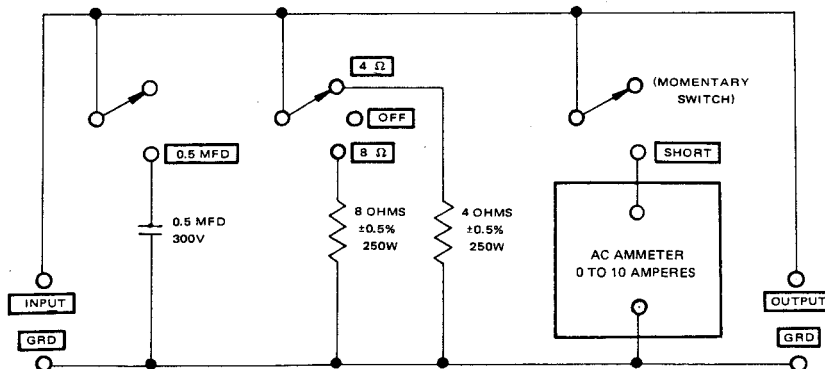 4 Ω
(MOMENTARY
SWITCH)
OFF
0.5 MFD
8 Ω
SHORT
0.5 MFD
300V
8 OHMS
±0.5%
250W
4 OHMS
±0.5%
250W
AC AMMETER
0 TO 10 AMPERES
INPUT
OUTPUT
GRD
GRD